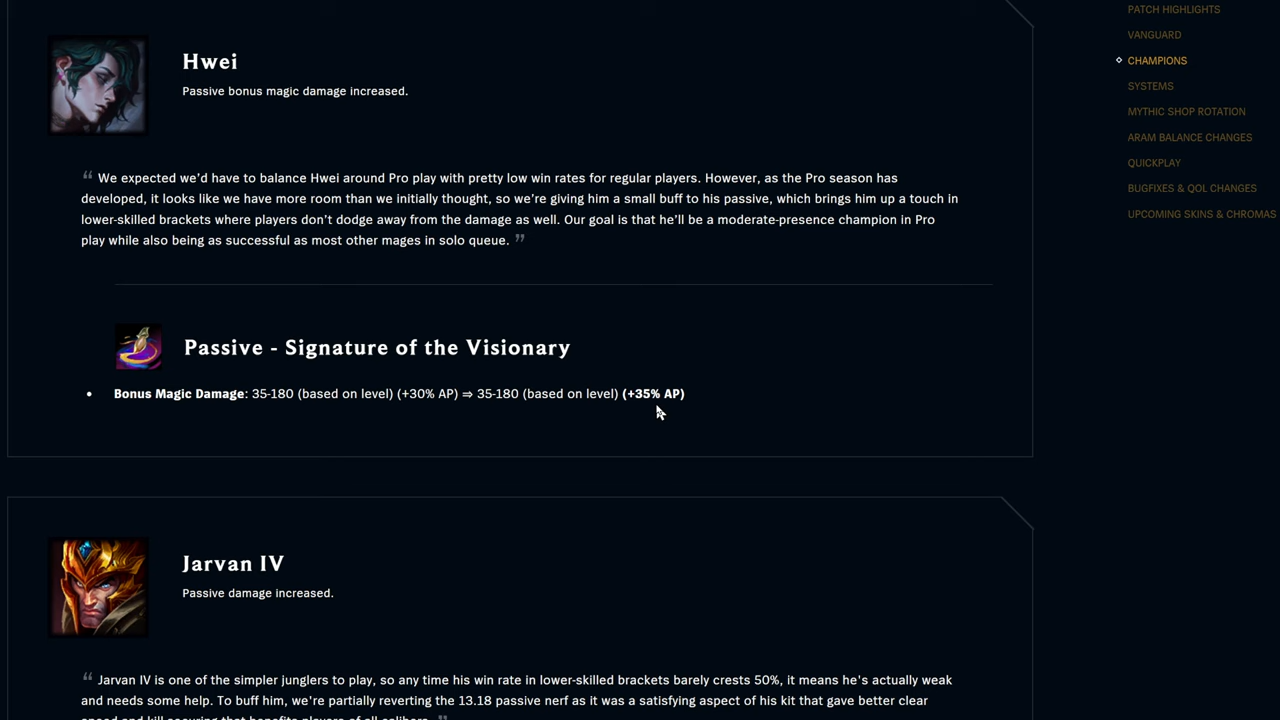 Hwei
Passive bonus magic damage increased.
“ We expected we’d have to balance Hwei around Pro play with pretty low win rates for regular players. However, as the Pro season has
developed, it looks like we have more room than we initially thought, so we’re giving him a small buff to his passive, which brings him up a touch in
lower-skilled brackets where players don’t dodge away from the damage as well. Our goal is that he’ll be a moderate-presence champion in Pro
play while also being as successful as most other mages in solo queue. ”
Passive - Signature of the Visionary
• Bonus Magic Damage: 35-180 (based on level) (+30% AP) ⇒ 35-180 (based on level) (+35% AP)
Jarvan IV
Passive damage increased.
“ Jarvan IV is one of the simpler junglers to play, so any time his win rate in lower-skilled brackets barely crests 50%, it means he’s actually weak
and needs some help. To buff him, we’re partially reverting the 13.18 passive nerf as it was a satisfying aspect of his kit that gave better clear
speed and kill securing that benefits players of all calibers. ”
PATCH HIGHLIGHTS
VANGUARD
CHAMPIONS
SYSTEMS
MYTHIC SHOP ROTATION
ARAM BALANCE CHANGES
QUICKPLAY
BUGFIXES & QOL CHANGES
UPCOMING SKINS & CHROMAS